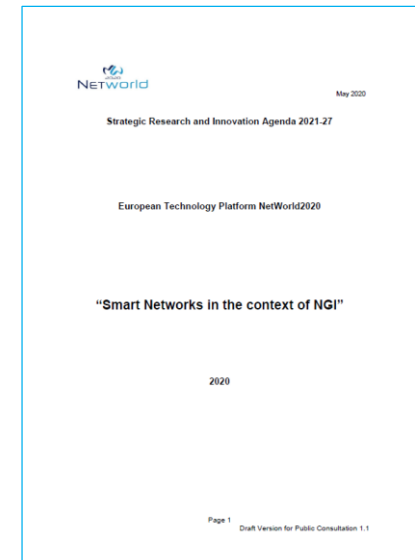 NETworld
May 2020
Strategic Research and Innovation Agenda 2021-27
European Technology Platform NetWorld2020
“Smart Networks in the context of NGI”
2020
Page 1
Draft Version for Public Consultation 1.1